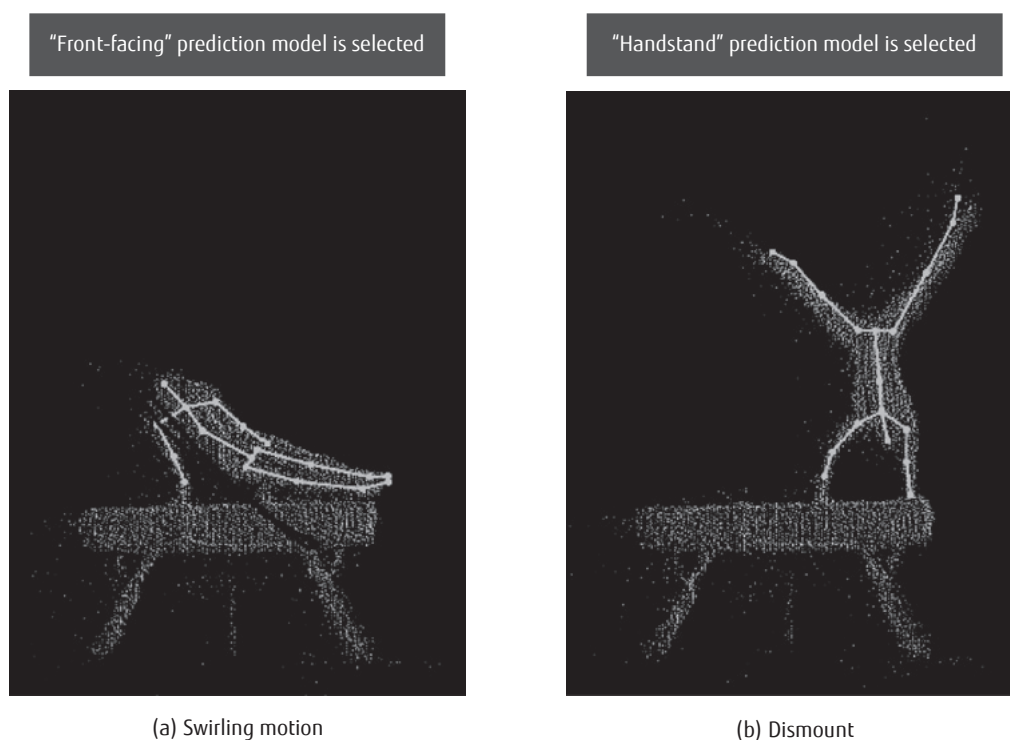 “Front-facing” prediction model is selected
“Handstand” prediction model is selected
(a) Swirling motion
(b) Dismount